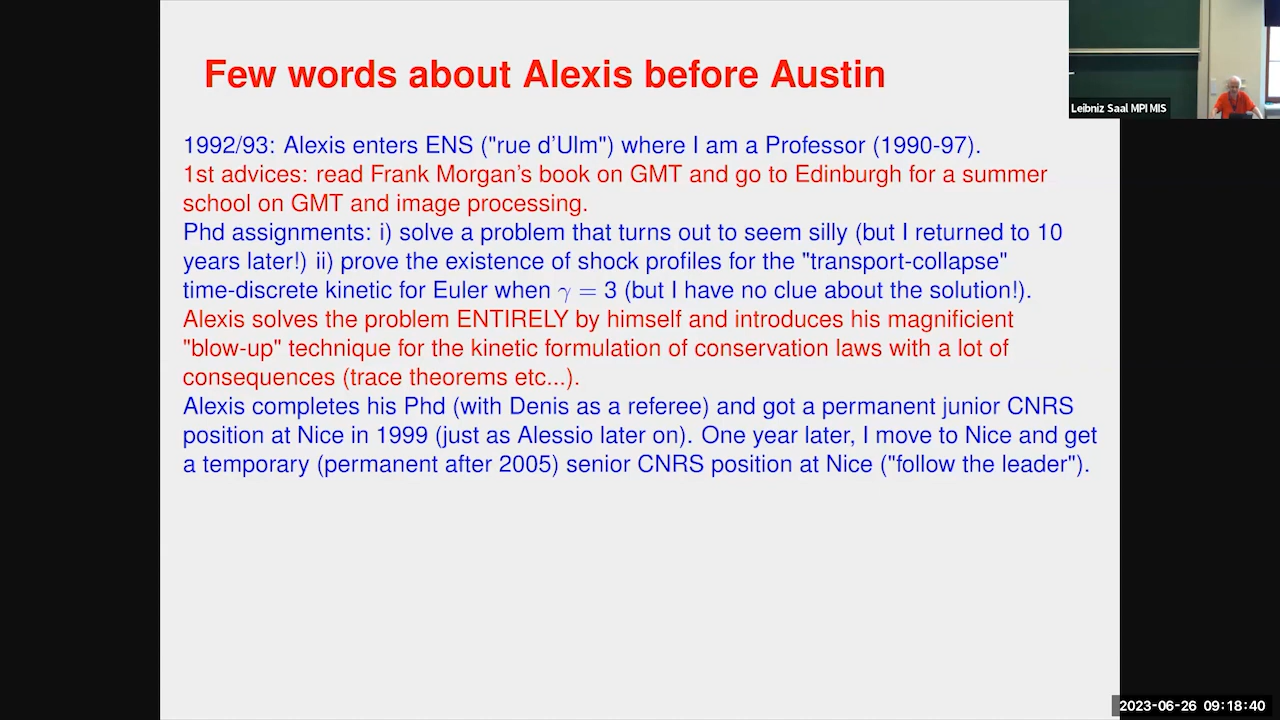 Few words about Alexis before Austin
Leibniz Saal MPI MIS
1992/93: Alexis enters ENS ("rue d'Ulm") where I am a Professor (1990-97).
1st advices: read Frank Morgan's book on GMT and go to Edinburgh for a summer
school on GMT and image processing.
Phd assignments: i) solve a problem that turns out to seem silly (but I returned to 10
years later!) ii) prove the existence of shock profiles for the "transport-collapse"
time-discrete kinetic for Euler when γ = 3 (but I have no clue about the solution!).
Alexis solves the problem ENTIRELY by himself and introduces his magnificient
"blow-up" technique for the kinetic formulation of conservation laws with a lot of
consequences (trace theorems etc...).
Alexis completes his Phd (with Denis as a referee) and got a permanent junior CNRS
position at Nice in 1999 (just as Alessio later on). One year later, I move to Nice and get
a temporary (permanent after 2005) senior CNRS position at Nice ("follow the leader").
2023-06-26 09:18:40